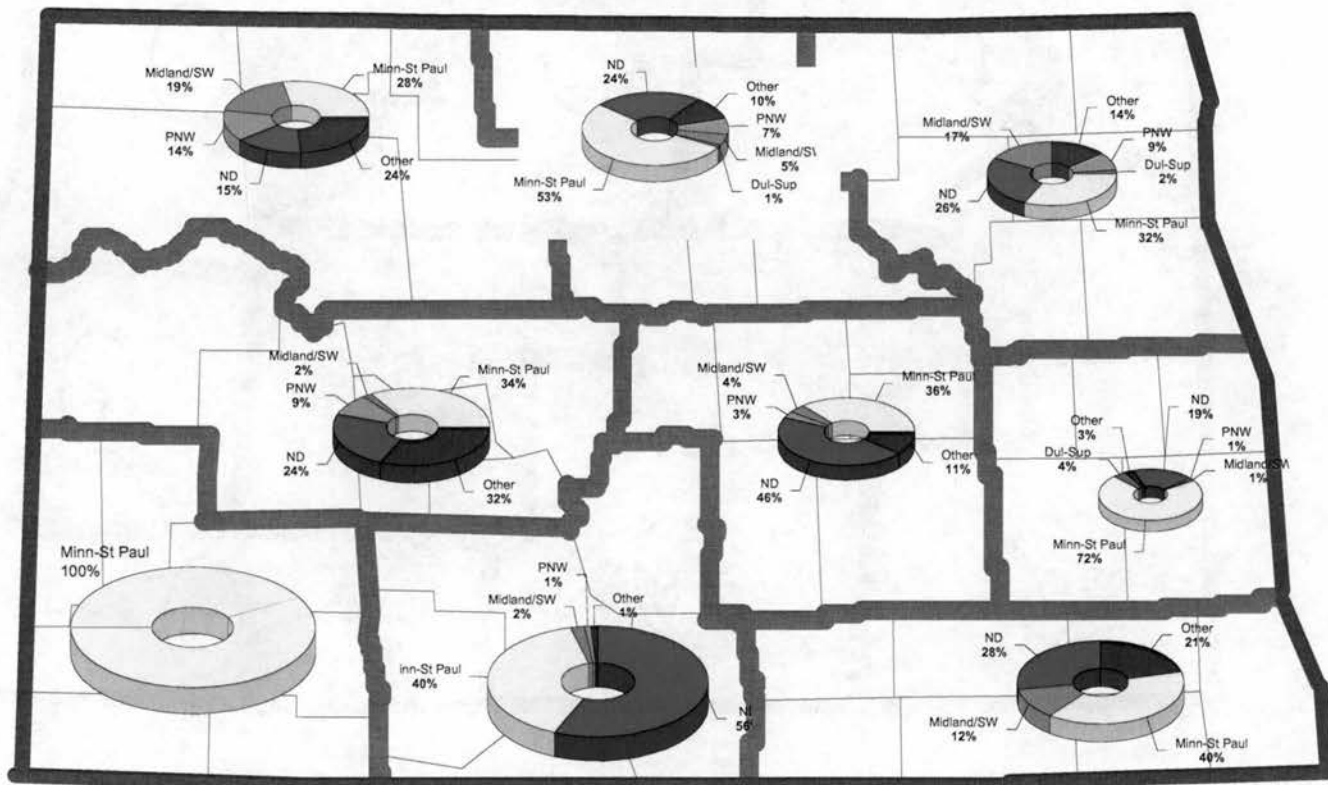 Midland/SW
19%
Minn-St Paul
28%
PNW
14%
ND
15%
Other
24%
ND
24%
Other
10%
PNW
7%
Midland/SW
5%
Dul-Sup
1%
Minn-St Paul
53%
Midland/SW
17%
Other
14%
PNW
9%
Dul-Sup
2%
ND
26%
Minn-St Paul
32%
Midland/SW
2%
Minn-St Paul
34%
PNW
9%
ND
24%
Other
32%
Midland/SW
4%
Minn-St Paul
36%
PNW
3%
Other
11%
ND
46%
Other
3%
ND
19%
Dul-Sup
4%
PNW
1%
Midland/SW
1%
Minn-St Paul
72%
Minn-St Paul
100%
PNW
1%
Midland/SW
2%
Other
1%
inn-St Paul
40%
ND
56%
ND
28%
Other
21%
Midland/SW
12%
Minn-St Paul
40%